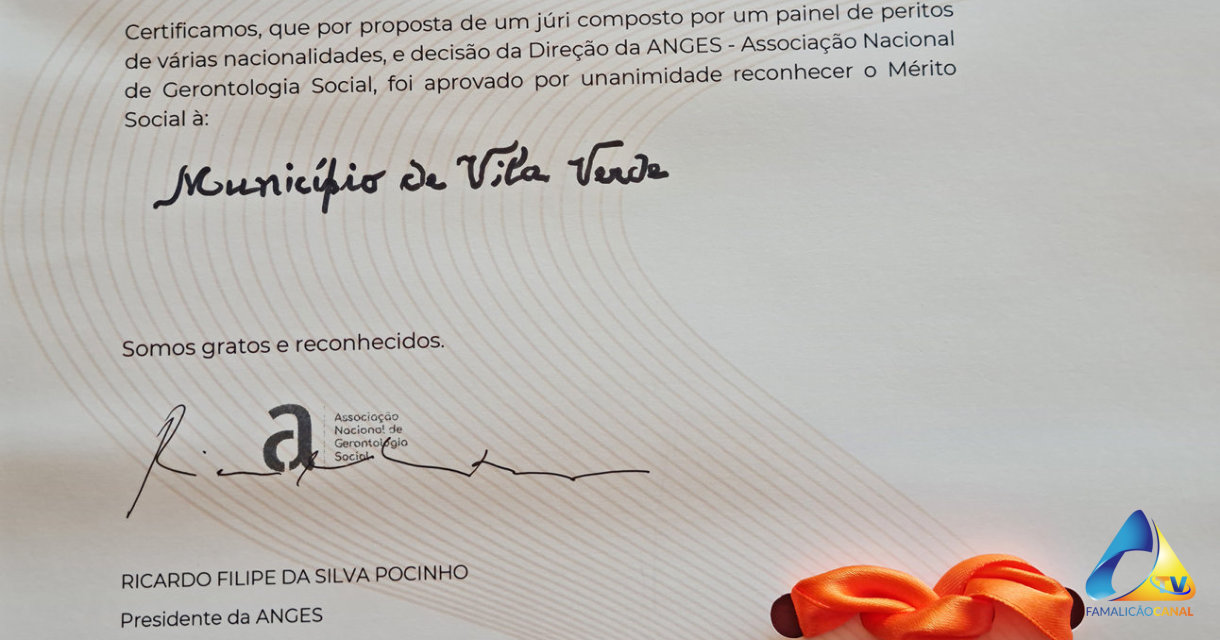 Certificamos, que por proposta de um júri composto por um painel de peritos
de várias nacionalidades, e decisão da Direção da ANGES - Associação Nacional
de Gerontologia Social, foi aprovado por unanimidade reconhecer o Mérito
Social à:
Município de Vila Verde
Somos gratos e reconhecidos.
a
Associação
Nacional de
Gerontologia
Social
RICARDO FILIPE DA SILVA POCINHO
Presidente da ANGES
TV
FAMALICÃOCANAL